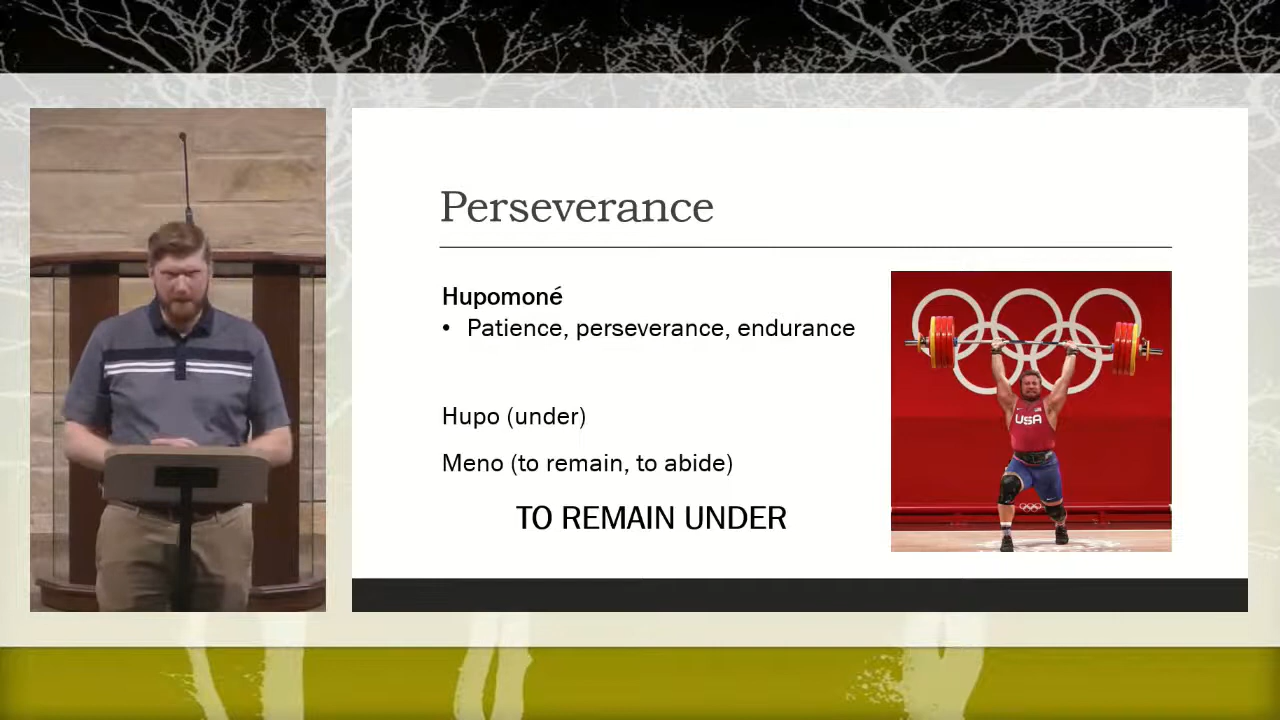 Perseverance
Hupomoné
• Patience, perseverance, endurance
Hupo (under)
Meno (to remain, to abide)
TO REMAIN UNDER
USA